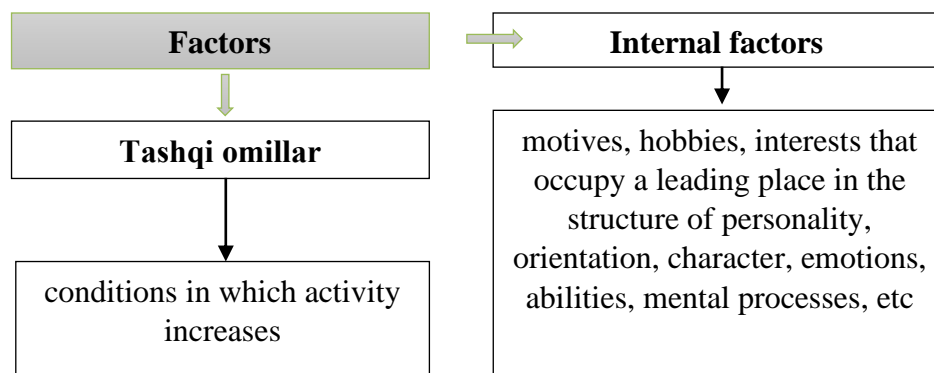 Factors
Internal factors
Tashqi omillar
motives, hobbies, interests that
occupy a leading place in the
structure of personality,
orientation, character, emotions,
abilities, mental processes, etc
conditions in which activity
increases